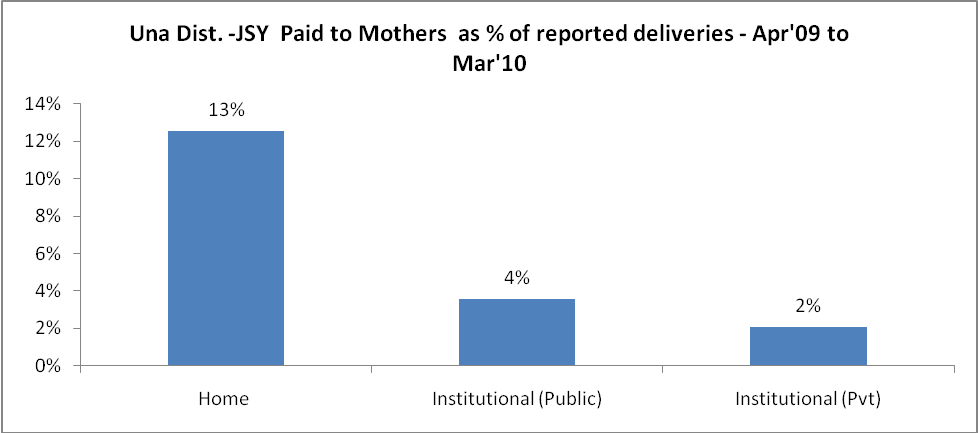 Una Dist. -JSY  Paid to Mothers  as % of reported deliveries - Apr'09 to
Mar'10
14%
12%
10%
8%
6%
4%
2%
0%
13%
4%
2%
Home
Institutional (Public)
Institutional (Pvt)